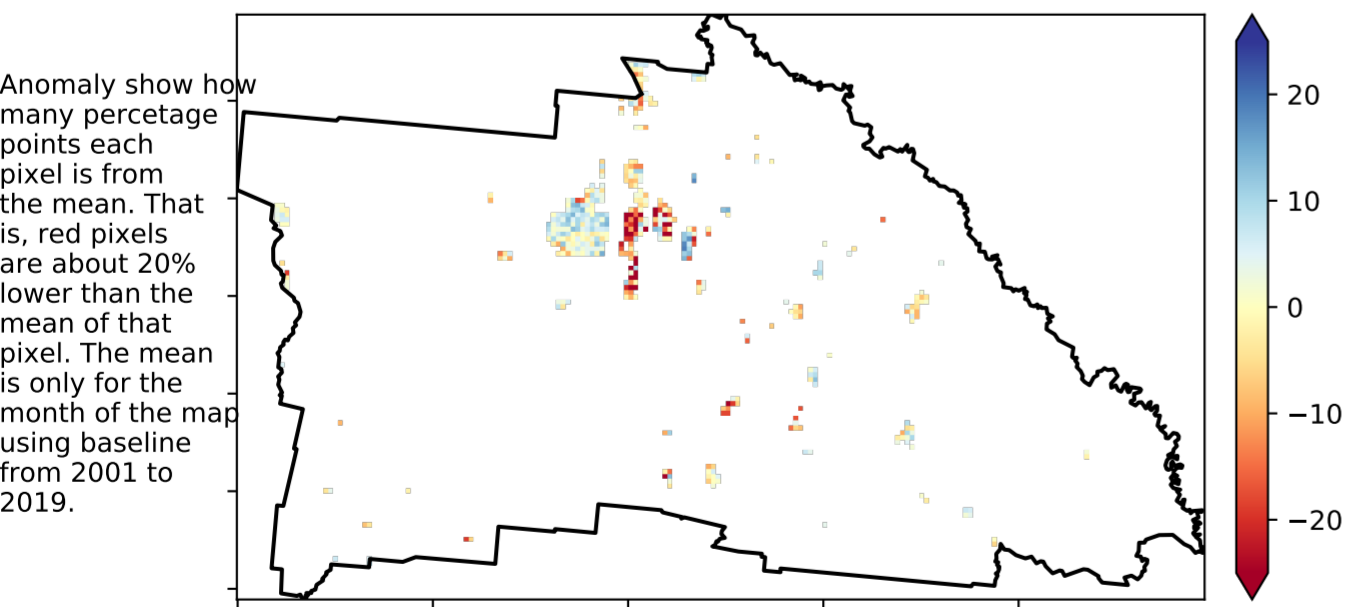 Anomaly show how
many percetage
points each
pixel is from
the mean. That
is, red pixels
are about 20%
lower than the
mean of that
pixel. The mean
is only for the
month of the map
using baseline
from 2001 to
2019.
20
10
0
−10
−20